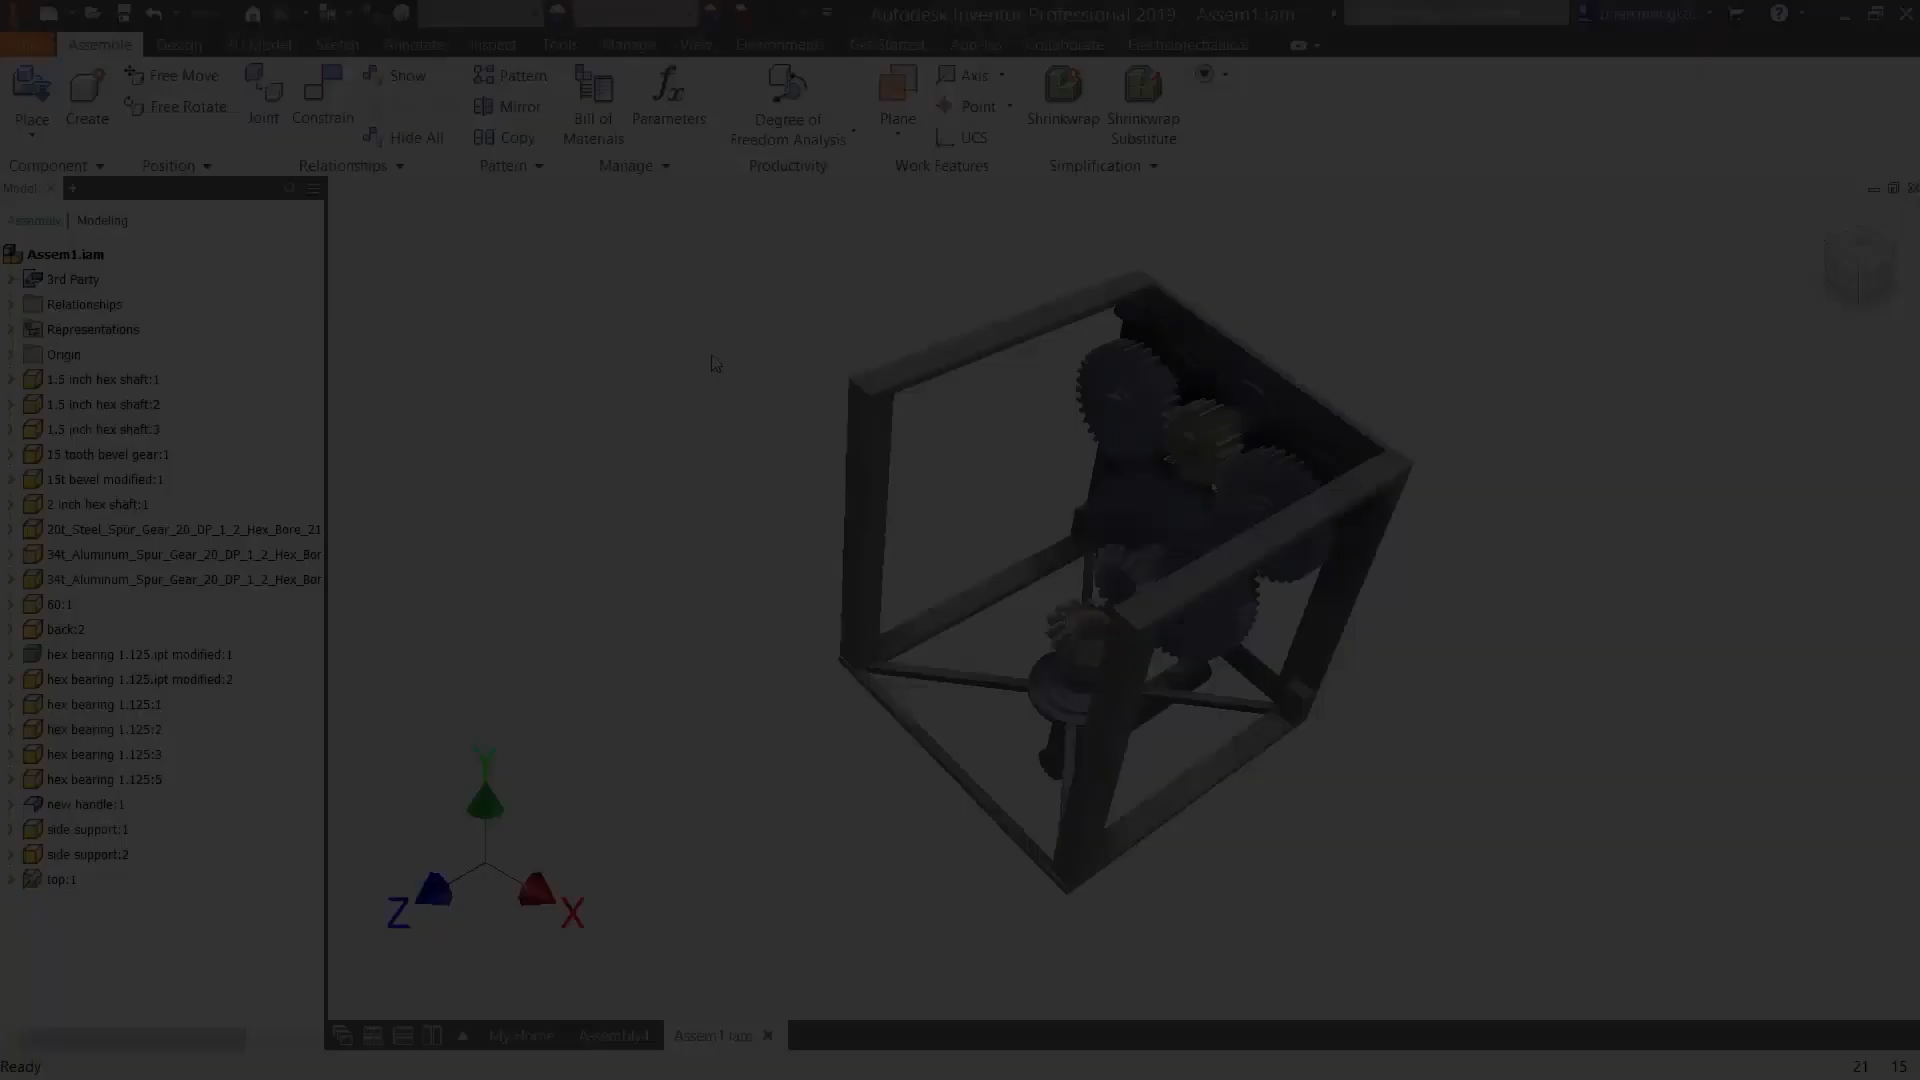 Autodesk Inventor Professional 2019 Assem1.iam
Assemble Design 3D Model Sketch Annotate Inspect Tools Manage View Environments Get Started Add-Ins Collaborate Electromechanical
Free Move
Show
Pattern
Axis
Free Rotate
Mirror
Point
Place
Create
Joint
Constrain
Hide All
Copy
Bill of
Materials
Parameters
Degree of
Freedom Analysis
Plane
UCS
Shrinkwrap
Shrinkwrap
Substitute
Component
Position
Relationships
Pattern
Manage
Productivity
Work Features
Simplification
Model
Assembly | Modeling
Assem1.iam
3rd Party
Relationships
Representations
Origin
1.5 inch hex shaft:1
1.5 inch hex shaft:2
1.5 inch hex shaft:3
15 tooth bevel gear:1
15t bevel modified:1
2 inch hex shaft:1
20t_Steel_Spur_Gear_20_DP_1_2_Hex_Bore_21
34t_Aluminum_Spur_Gear_20_DP_1_2_Hex_Bor
34t_Aluminum_Spur_Gear_20_DP_1_2_Hex_Bor
60:1
back:2
hex bearing 1.125.ipt modified:1
hex bearing 1.125.ipt modified:2
hex bearing 1.125:1
hex bearing 1.125:2
hex bearing 1.125:3
hex bearing 1.125:5
new handle:1
side support:1
side support:2
top:1
Y
Z
X
My Home
Assembly1
Assem1.iam
Ready
21 15